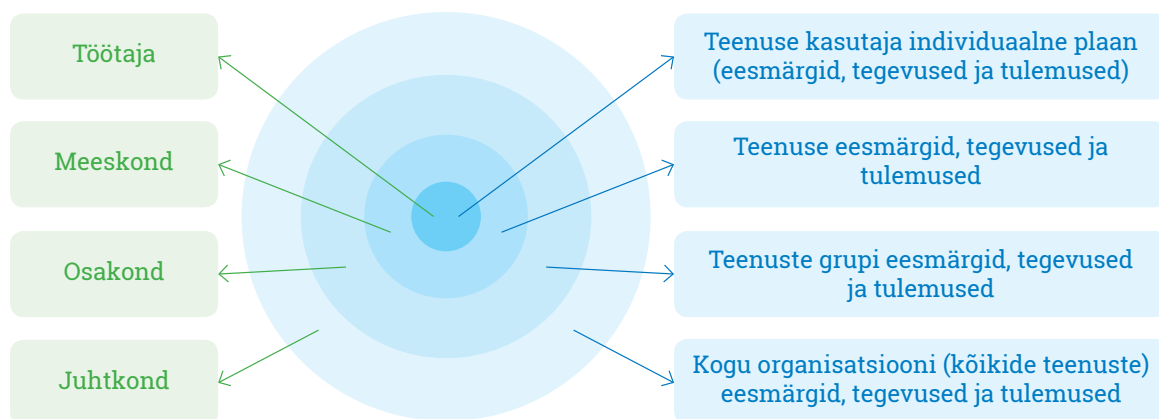 Töötaja
Teenuse kasutaja individuaalne plaan
(eesmärgid, tegevused ja tulemused)
Meeskond
Teenuse eesmärgid, tegevused ja
tulemused
Osakond
Teenuste grupi eesmärgid, tegevused
ja tulemused
Juhtkond
Kogu organisatsiooni (kõikide teenuste)
eesmärgid, tegevused ja tulemused